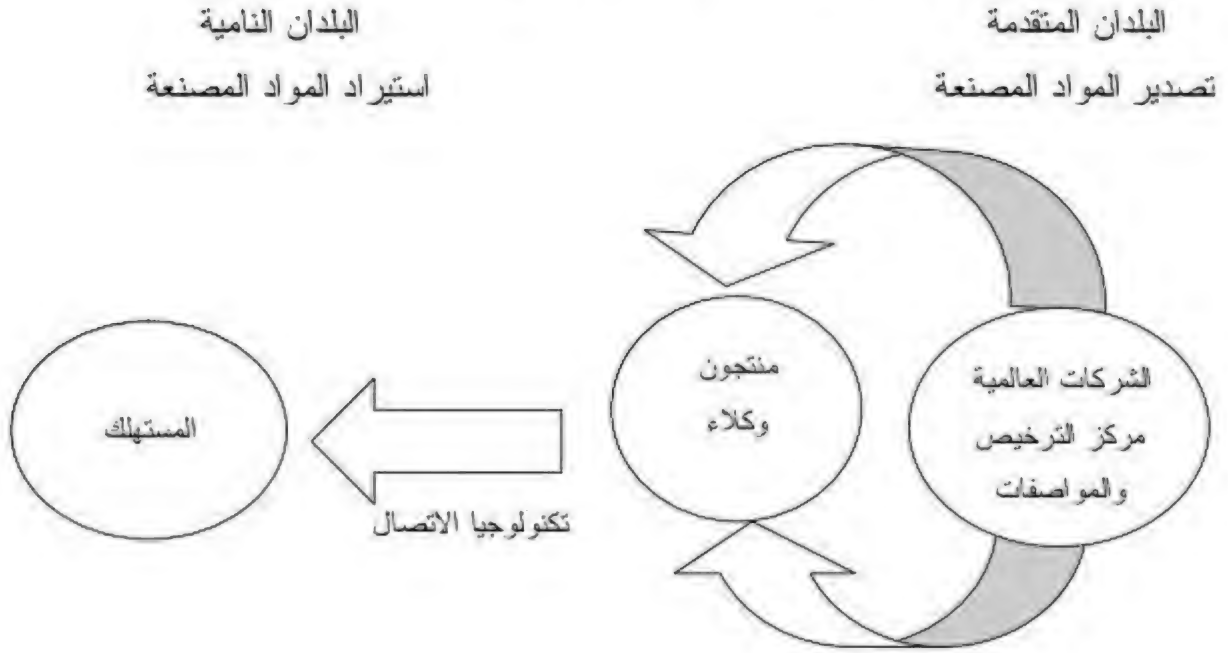 البلدان المتقدمة
تصدير المواد المصنعة
البلدان النامية
استيراد المواد المصنعة
الشركات العالمية
مركز الترخيص
والمواصفات
منتجون
وكلاء
تكنولوجيا الاتصال
المستهلك